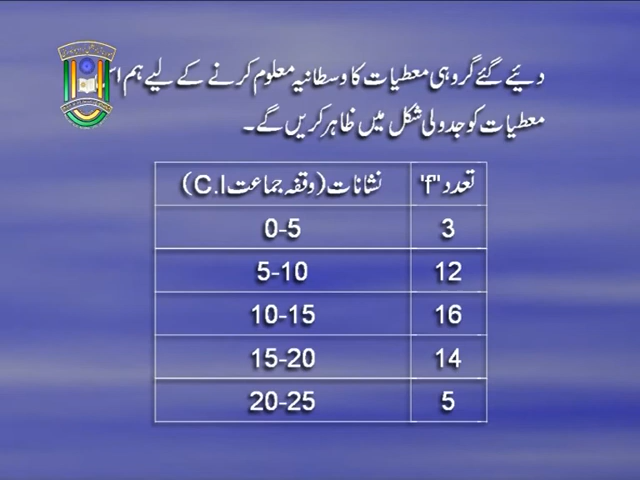 دئیے گئے گروہی معطیات کا وسطانیہ معلوم کرنے کے لیے ہم
معطیات کو جدولی شکل میں ظاہر کریں گے۔
نشانات (وقفہ جماعت C.I) تعدد "f"
0-5 3
5-10 12
10-15 16
15-20 14
20-25 5